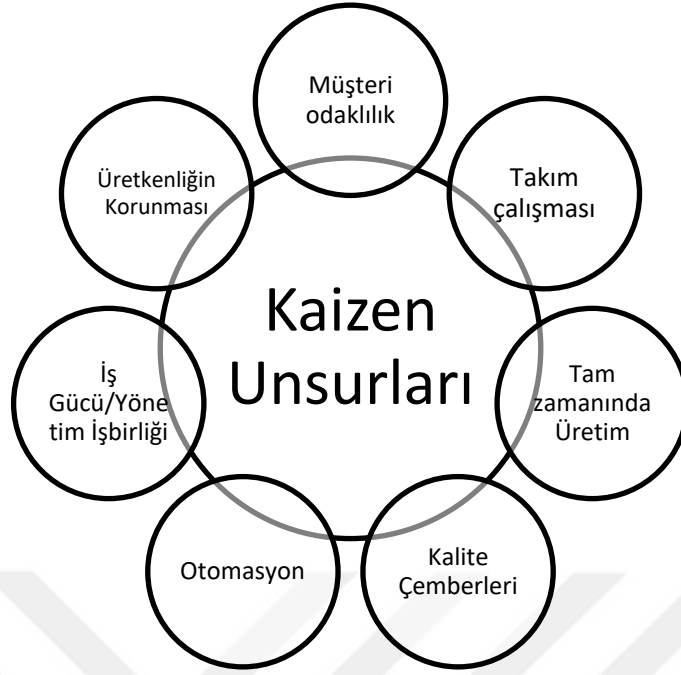 Müşteri
odaklılık
Takım
çalışması
Tam
zamanında
Üretim
Kalite
Çemberleri
Otomasyon
İş
Gücü/Yöne
tim İşbirliği
Üretkenliğin
Korunması
Kaizen
Unsurları